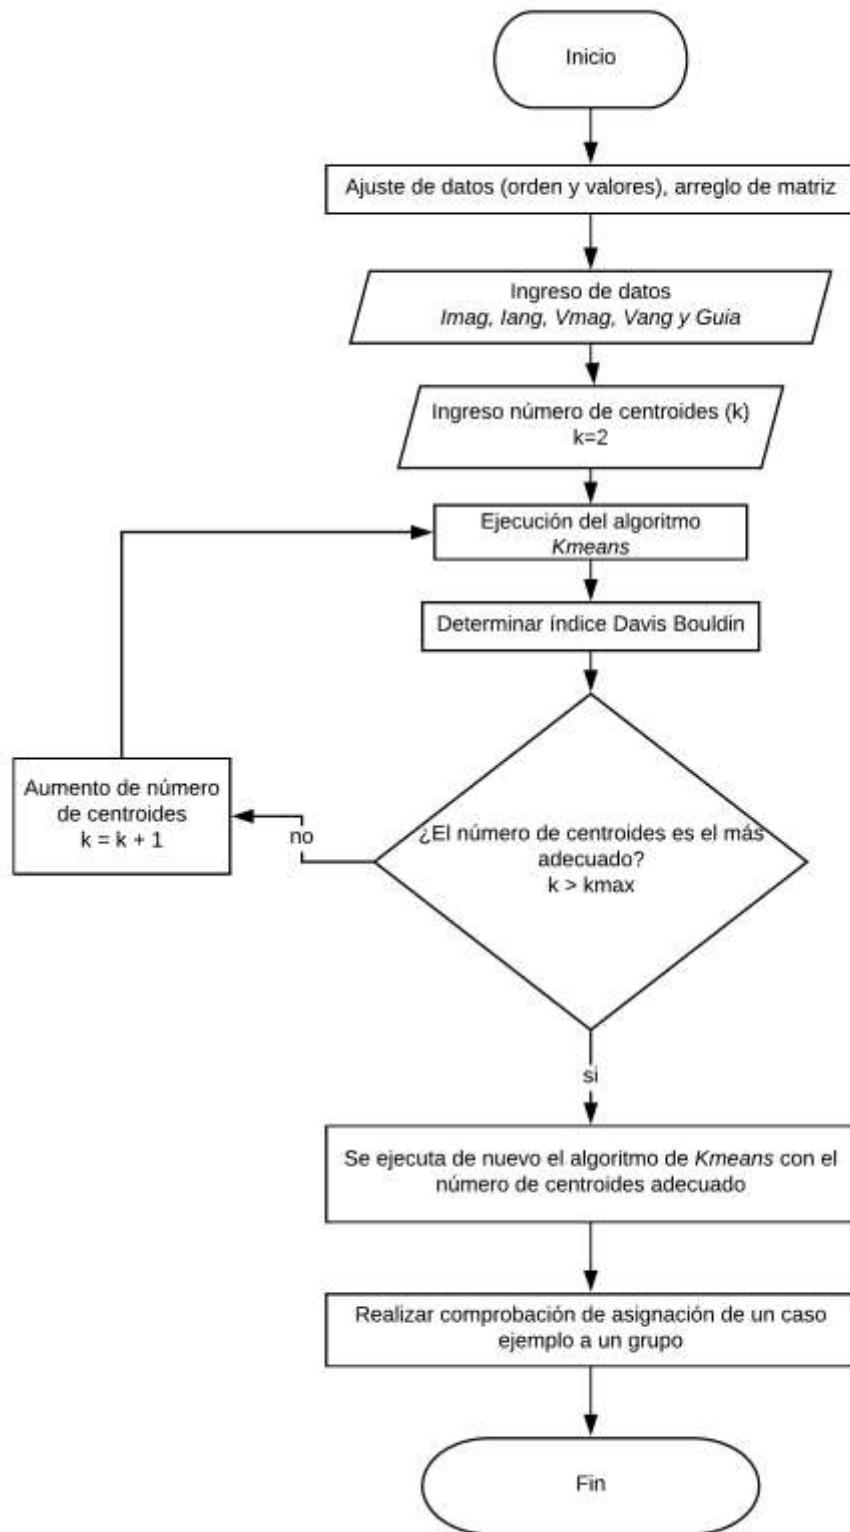 Inicio
Ajuste de datos (orden y valores), arreglo de matriz
Ingreso de datos
Imag, Iang, Vmag, Vang y Guia
Ingreso número de centroides (k)
k=2
Ejecución del algoritmo
Kmeans
Determinar índice Davis Bouldin
Aumento de número
de centroides
k = k + 1
no
¿El número de centroides es el más
adecuado?
k > kmax
si
Se ejecuta de nuevo el algoritmo de Kmeans con el
número de centroides adecuado
Realizar comprobación de asignación de un caso
ejemplo a un grupo
Fin